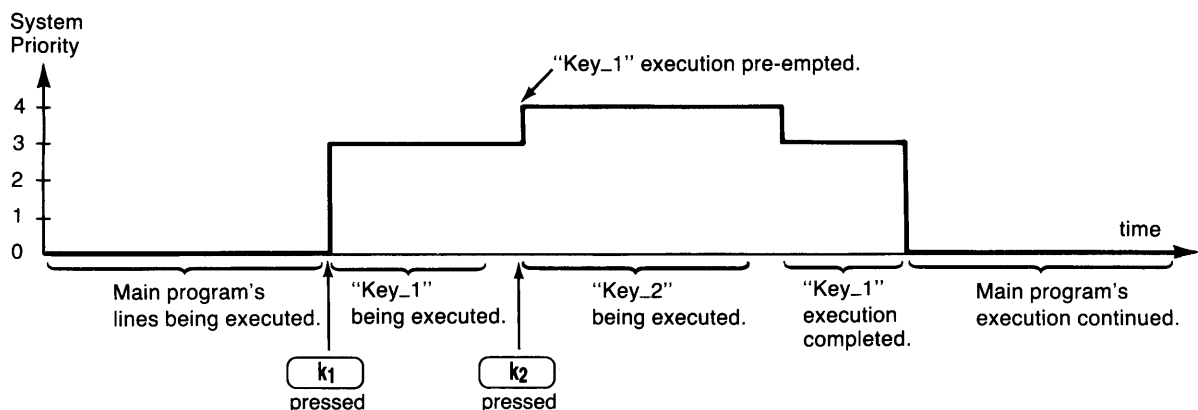 System
Priority
"Key_1" execution pre-empted.
4
3
2
1
0
time
Main program's
lines being executed.
"Key_1"
being executed.
"Key_2"
being executed.
"Key_1"
execution
completed.
Main program's
execution continued.
k1
pressed
k2
pressed